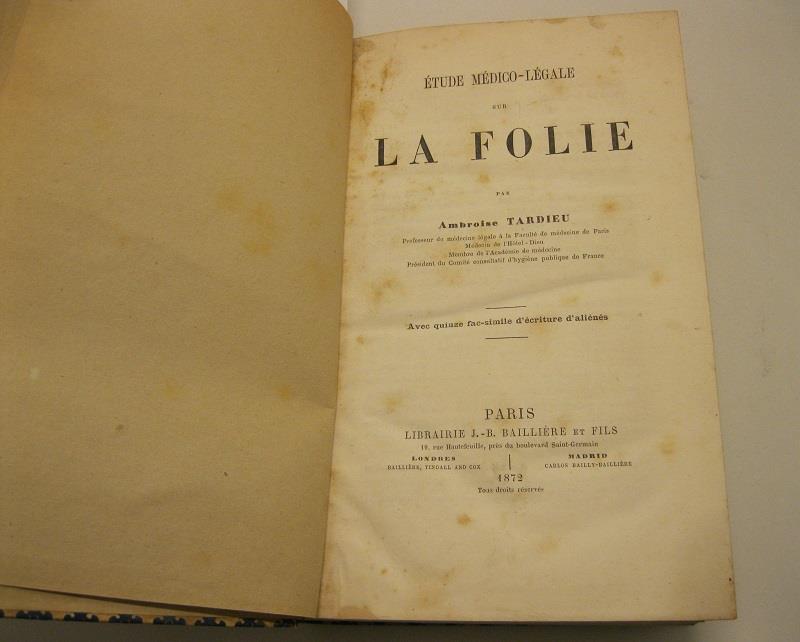 ÉTUDE MÉDICO-LÉGALE
SUR
LA FOLIE
PAR
Ambroise TARDIEU
Professeur de médecine légale à la Faculté de médecine de Paris
Médecin de l'Hôtel-Dieu
Membre de l'Académie de médecine
Président du Comité consultatif d'hygiène publique de France
Avec quinze fac-simile d'écriture d'aliénés
PARIS
LIBRAIRIE J.-B. BAILLIÈRE ET FILS
19, rue Hautefeuille, près du boulevard Saint-Germain
LONDRES
BAILLIÈRE, TINDALL AND COX
MADRID
CARLOS BAILLY-BAILLIÈRE
1872
Tous droits réservés